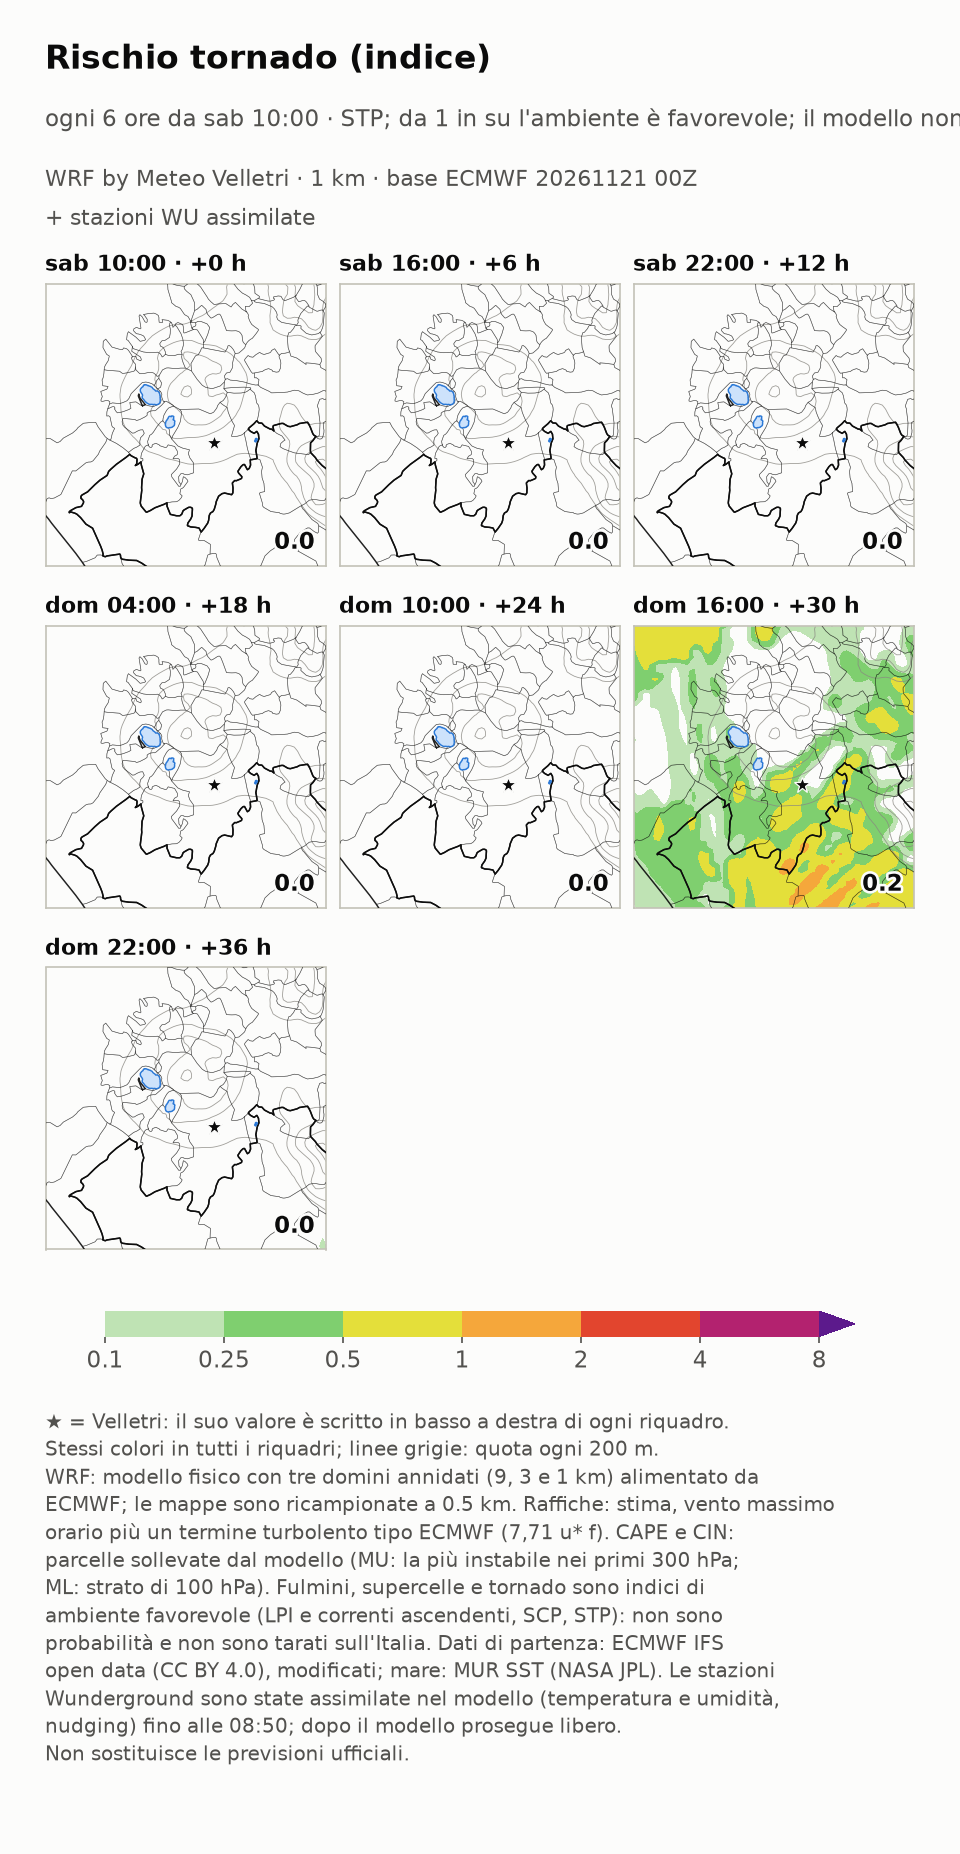 Rischio tornado (indice)
ogni 6 ore da sab 10:00 · STP; da 1 in su l'ambiente è favorevole; il modello non
WRF by Meteo Velletri · 1 km · base ECMWF 20261121 00Z
+ stazioni WU assimilate
sab 10:00 · +0 h
sab 16:00 · +6 h
sab 22:00 · +12 h
0.0
0.0
0.0
dom 04:00 · +18 h
dom 10:00 · +24 h
dom 16:00 · +30 h
0.0
0.0
0.2
dom 22:00 · +36 h
0.0
0.1 0.25 0.5 1 2 4 8
★ = Velletri: il suo valore è scritto in basso a destra di ogni riquadro.
Stessi colori in tutti i riquadri; linee grigie: quota ogni 200 m.
WRF: modello fisico con tre domini annidati (9, 3 e 1 km) alimentato da
ECMWF; le mappe sono ricampionate a 0.5 km. Raffiche: stima, vento massimo
orario più un termine turbolento tipo ECMWF (7,71 u* f). CAPE e CIN:
parcelle sollevate dal modello (MU: la più instabile nei primi 300 hPa;
ML: strato di 100 hPa). Fulmini, supercelle e tornado sono indici di
ambiente favorevole (LPI e correnti ascendenti, SCP, STP): non sono
probabilità e non sono tarati sull'Italia. Dati di partenza: ECMWF IFS
open data (CC BY 4.0), modificati; mare: MUR SST (NASA JPL). Le stazioni
Wunderground sono state assimilate nel modello (temperatura e umidità,
nudging) fino alle 08:50; dopo il modello prosegue libero.
Non sostituisce le previsioni ufficiali.